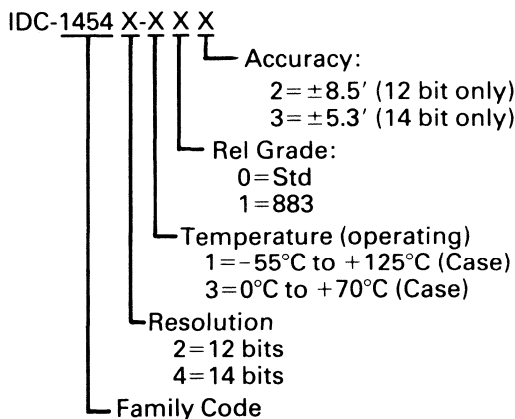 IDC-1454 X-X X X
Accuracy:
2=±8.5′ (12 bit only)
3=±5.3′ (14 bit only)
Rel Grade:
0=Std
1=883
Temperature (operating)
1=−55°C to +125°C (Case)
3=0°C to +70°C (Case)
Resolution
2=12 bits
4=14 bits
Family Code